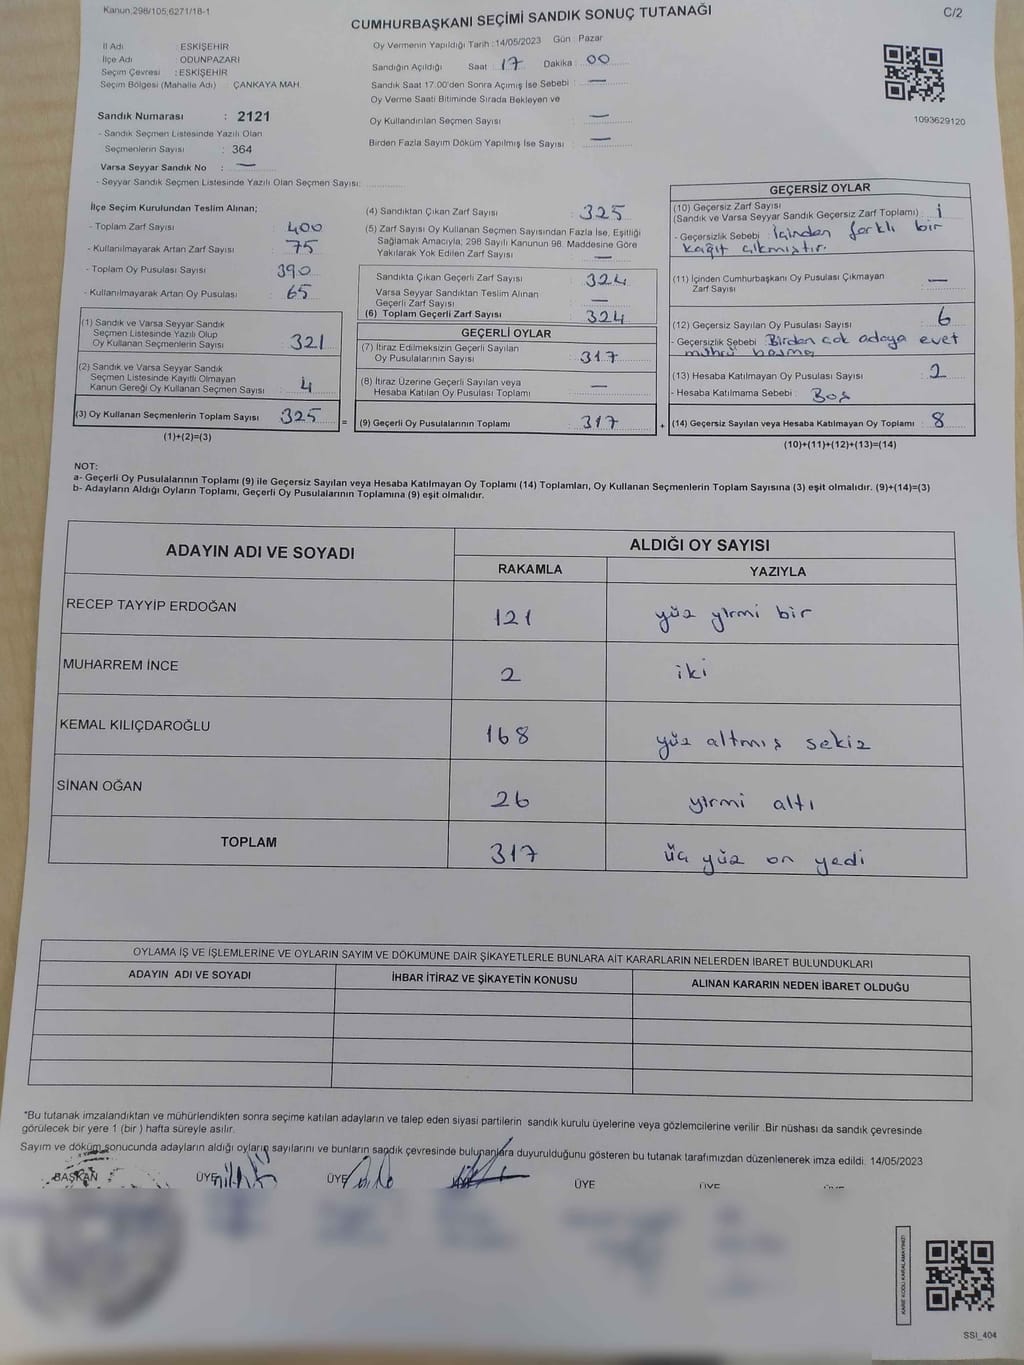 Kanun:298/105;6271/18-1
CUMHURBAŞKANI SEÇİMİ SANDIK SONUÇ TUTANAĞI
C/2
İl Adı : ESKİŞEHİR
İlçe Adı : ODUNPAZARI
Seçim Çevresi : ESKİŞEHİR
Seçim Bölgesi (Mahalle Adı) ÇANKAYA MAH.
Sandık Numarası : 2121
- Sandık Seçmen Listesinde Yazılı Olan
Seçmenlerin Sayısı : 364
Varsa Seyyar Sandık No : —
- Seyyar Sandık Seçmen Listesinde Yazılı Olan Seçmen Sayısı:
Oy Vermenin Yapıldığı Tarih :14/05/2023 Gün : Pazar
Sandığın Açıldığı Saat : 17 Dakika : 00
Sandık Saat 17.00'den Sonra Açımış İse Sebebi : —
Oy Verme Saati Bitiminde Sırada Bekleyen ve
Oy Kullandırılan Seçmen Sayısı : —
Birden Fazla Sayım Döküm Yapılmış İse Sayısı : —
1093629120
İlçe Seçim Kurulundan Teslim Alınan;
- Toplam Zarf Sayısı : 400
- Kullanılmayarak Artan Zarf Sayısı : 75
- Toplam Oy Pusulası Sayısı : 390
- Kullanılmayarak Artan Oy Pusulası : 65
(1) Sandık ve Varsa Seyyar Sandık
Seçmen Listesinde Yazılı Olup
Oy Kullanan Seçmenlerin Sayısı : 321
(2) Sandık ve Varsa Seyyar Sandık
Seçmen Listesinde Kayıtlı Olmayan
Kanun Gereği Oy Kullanan Seçmen Sayısı : 4
(3) Oy Kullanan Seçmenlerin Toplam Sayısı : 325
(1)+(2)=(3)
=
(4) Sandıktan Çıkan Zarf Sayısı : 325
(5) Zarf Sayısı Oy Kullanan Seçmen Sayısından Fazla İse, Eşitliği
Sağlamak Amacıyla; 298 Sayılı Kanunun 98. Maddesine Göre
Yakılarak Yok Edilen Zarf Sayısı : —
Sandıkta Çıkan Geçerli Zarf Sayısı : 324
Varsa Seyyar Sandıktan Teslim Alınan
Geçerli Zarf Sayısı : —
(6) Toplam Geçerli Zarf Sayısı : 324
GEÇERLİ OYLAR
(7) İtiraz Edilmeksizin Geçerli Sayılan
Oy Pusulalarının Sayısı : 317
(8) İtiraz Üzerine Geçerli Sayılan veya
Hesaba Katılan Oy Pusulası Toplamı : —
(9) Geçerli Oy Pusulalarının Toplamı : 317
+
GEÇERSİZ OYLAR
(10) Geçersiz Zarf Sayısı
(Sandık ve Varsa Seyyar Sandık Geçersiz Zarf Toplamı) : 1
- Geçersizlik Sebebi : İçinden farklı bir
kağıt çıkmıştır.
(11) İçinden Cumhurbaşkanı Oy Pusulası Çıkmayan
Zarf Sayısı : —
(12) Geçersiz Sayılan Oy Pusulası Sayısı : 6
- Geçersizlik Sebebi : Birden çok adaya evet
mührü basma
(13) Hesaba Katılmayan Oy Pusulası Sayısı : 2
- Hesaba Katılmama Sebebi : Boş
(14) Geçersiz Sayılan veya Hesaba Katılmayan Oy Toplamı : 8
(10)+(11)+(12)+(13)=(14)
NOT:
a- Geçerli Oy Pusulalarının Toplamı (9) ile Geçersiz Sayılan veya Hesaba Katılmayan Oy Toplamı (14) Toplamları, Oy Kullanan Seçmenlerin Toplam Sayısına (3) eşit olmalıdır. (9)+(14)=(3)
b- Adayların Aldığı Oyların Toplamı, Geçerli Oy Pusulalarının Toplamına (9) eşit olmalıdır.
ADAYIN ADI VE SOYADI ALDIĞI OY SAYISI
RAKAMLA YAZIYLA
RECEP TAYYİP ERDOĞAN 121 yüz yirmi bir
MUHARREM İNCE 2 iki
KEMAL KILIÇDAROĞLU 168 yüz altmış sekiz
SİNAN OĞAN 26 yirmi altı
TOPLAM 317 üç yüz on yedi
OYLAMA İŞ VE İŞLEMLERİNE VE OYLARIN SAYIM VE DÖKÜMÜNE DAİR ŞİKAYETLERLE BUNLARA AİT KARARLARIN NELERDEN İBARET BULUNDUKLARI
ADAYIN ADI VE SOYADI İHBAR İTİRAZ VE ŞİKAYETİN KONUSU ALINAN KARARIN NEDEN İBARET OLDUĞU
*Bu tutanak imzalandıktan ve mühürlendikten sonra seçime katılan adayların ve talep eden siyasi partilerin sandık kurulu üyelerine veya gözlemcilerine verilir .Bir nüshası da sandık çevresinde
görülecek bir yere 1 (bir ) hafta süreyle asılır.
Sayım ve döküm sonucunda adayların aldığı oyların sayılarını ve bunların sandık çevresinde bulunanlara duyurulduğunu gösteren bu tutanak tarafımızdan düzenlenerek imza edildi. 14/05/2023
BAŞKAN ÜYE ÜYE ÜYE ÜYE
KARE KODU KARALAMAYINIZ!
SSI_404